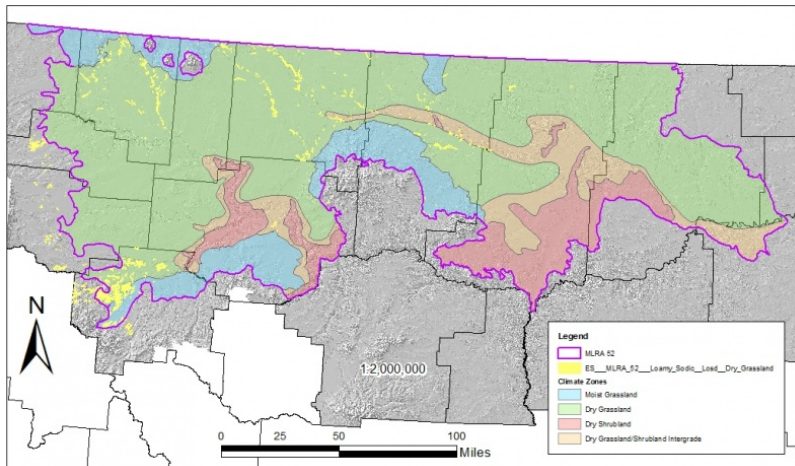 N
1:2,000,000
0 25 50 100
Miles
Legend
MLRA 52
ES___MLRA_52___Loamy_Sodic__Losd__Dry_Grassland
Climate Zones
Moist Grassland
Dry Grassland
Dry Shrubland
Dry Grassland/Shrubland Intergrade